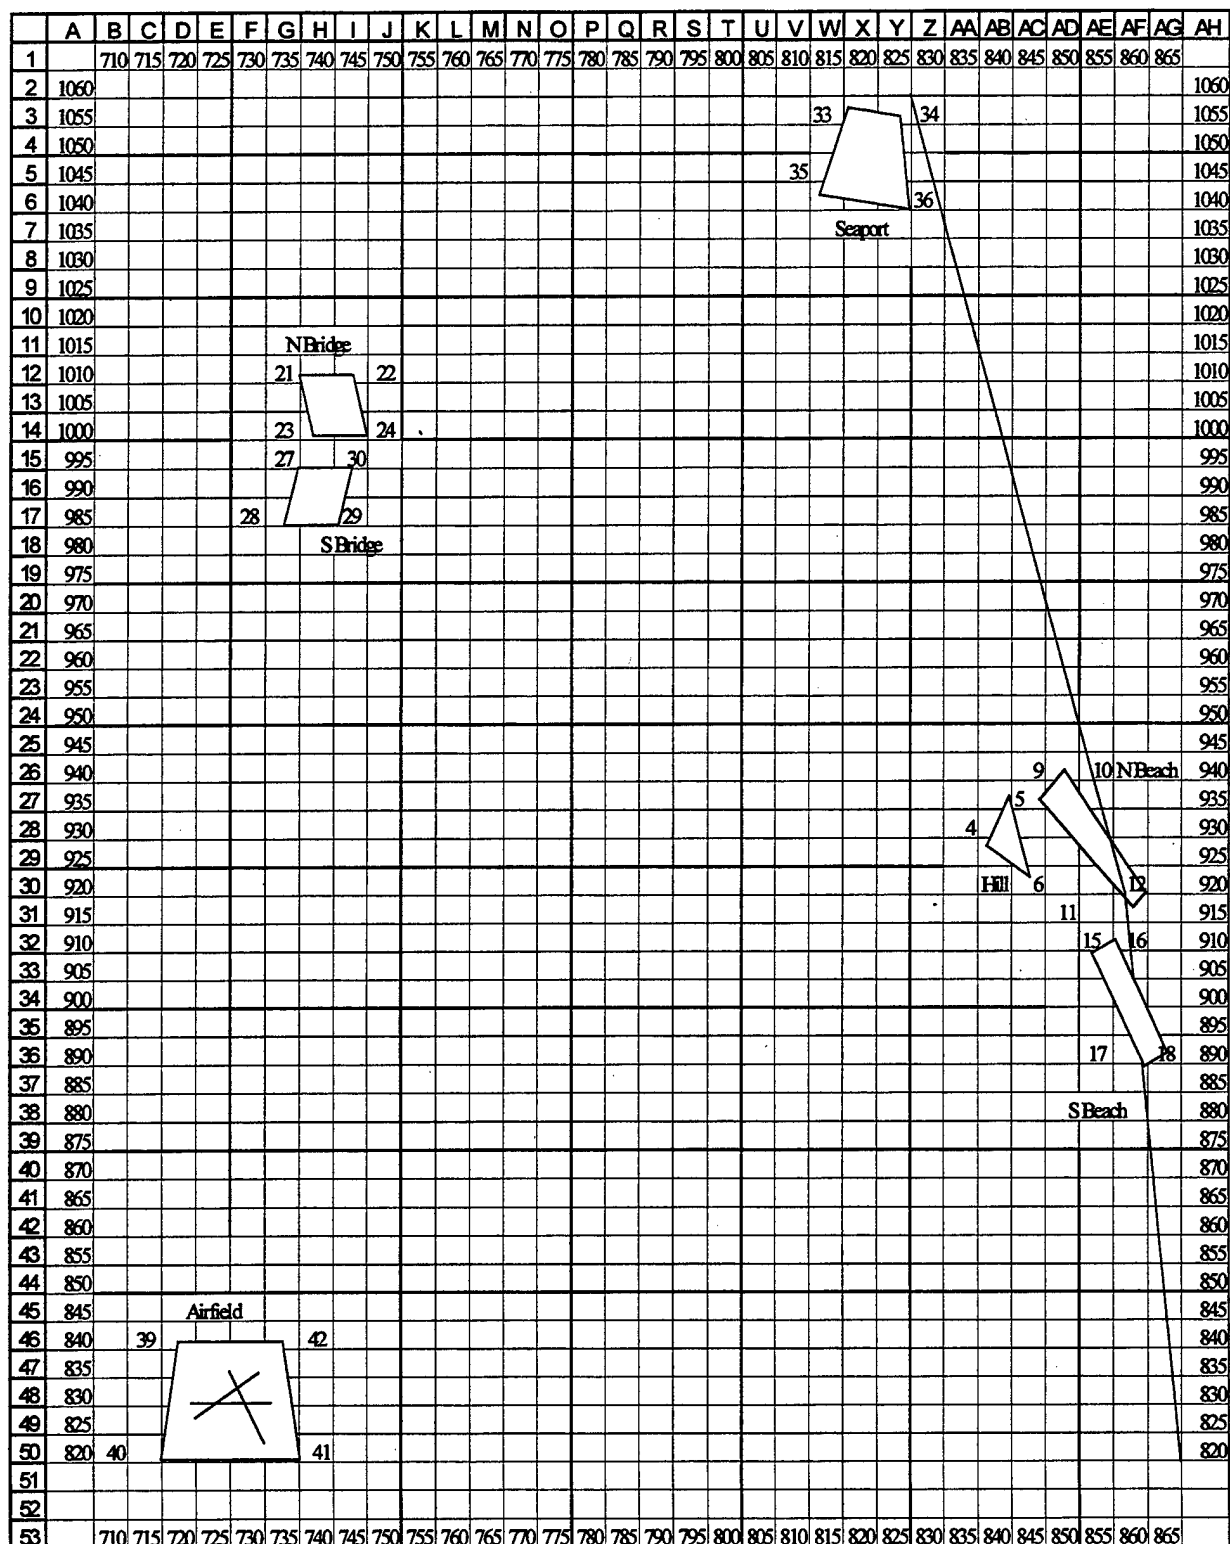 A B C D E F G H I J K L M N O P Q R S T U V W X Y Z AA AB AC AD AE AF AG AH
1 710 715 720 725 730 735 740 745 750 755 760 765 770 775 780 785 790 795 800 805 810 815 820 825 830 835 840 845 850 855 860 865
2 1060 1060
3 1055 33 34 1055
4 1050 1050
5 1045 35 1045
6 1040 36 1040
7 1035 Seaport 1035
8 1030 1030
9 1025 1025
10 1020 1020
11 1015 N Bridge 1015
12 1010 21 22 1010
13 1005 1005
14 1000 23 24 1000
15 995 27 30 995
16 990 990
17 985 28 29 985
18 980 S Bridge 980
19 975 975
20 970 970
21 965 965
22 960 960
23 955 955
24 950 950
25 945 945
26 940 9 10 N Beach 940
27 935 5 935
28 930 4 930
29 925 925
30 920 Hill 6 12 920
31 915 11 915
32 910 15 16 910
33 905 905
34 900 900
35 895 895
36 890 17 18 890
37 885 885
38 880 S Beach 880
39 875 875
40 870 870
41 865 865
42 860 860
43 855 855
44 850 850
45 845 Airfield 845
46 840 39 42 840
47 835 835
48 830 830
49 825 825
50 820 40 41 820
51
52
53 710 715 720 725 730 735 740 745 750 755 760 765 770 775 780 785 790 795 800 805 810 815 820 825 830 835 840 845 850 855 860 865